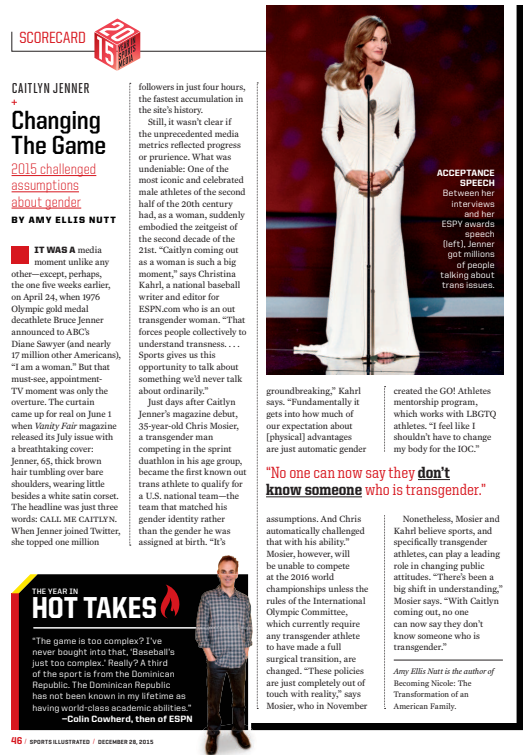 SCORECARD
2015
YEAR IN
SPORTS
MEDIA
CAITLYN JENNER
+
Changing
The Game
2015 challenged
assumptions
about gender
BY AMY ELLIS NUTT
IT WAS A media
moment unlike any
other—except, perhaps,
the one five weeks earlier,
on April 24, when 1976
Olympic gold medal
decathlete Bruce Jenner
announced to ABC's
Diane Sawyer (and nearly
17 million other Americans),
"I am a woman." But that
must-see, appointment-
TV moment was only the
overture. The curtain
came up for real on June 1
when Vanity Fair magazine
released its July issue with
a breathtaking cover:
Jenner, 65, thick brown
hair tumbling over bare
shoulders, wearing little
besides a white satin corset.
The headline was just three
words: CALL ME CAITLYN.
When Jenner joined Twitter,
she topped one million
followers in just four hours,
the fastest accumulation in
the site's history.
Still, it wasn't clear if
the unprecedented media
metrics reflected progress
or prurience. What was
undeniable: One of the
most iconic and celebrated
male athletes of the second
half of the 20th century
had, as a woman, suddenly
embodied the zeitgeist of
the second decade of the
21st. "Caitlyn coming out
as a woman is such a big
moment," says Christina
Kahrl, a national baseball
writer and editor for
ESPN.com who is an out
transgender woman. "That
forces people collectively to
understand transness. . . .
Sports gives us this
opportunity to talk about
something we'd never talk
about ordinarily."
Just days after Caitlyn
Jenner's magazine debut,
35-year-old Chris Mosier,
a transgender man
competing in the sprint
duathlon in his age group,
became the first known out
trans athlete to qualify for
a U.S. national team—the
team that matched his
gender identity rather
than the gender he was
assigned at birth. "It's
ACCEPTANCE
SPEECH
Between her
interviews
and her
ESPY awards
speech
(left), Jenner
got millions
of people
talking about
trans issues.
groundbreaking," Kahrl
says. "Fundamentally it
gets into how much of
our expectation about
[physical] advantages
are just automatic gender
created the GO! Athletes
mentorship program,
which works with LBGTQ
athletes. "I feel like I
shouldn't have to change
my body for the IOC."
"No one can now say they don't
know someone who is transgender."
assumptions. And Chris
automatically challenged
that with his ability."
Mosier, however, will
be unable to compete
at the 2016 world
championships unless the
rules of the International
Olympic Committee,
which currently require
any transgender athlete
to have made a full
surgical transition, are
changed. "These policies
are just completely out of
touch with reality," says
Mosier, who in November
Nonetheless, Mosier and
Kahrl believe sports, and
specifically transgender
athletes, can play a leading
role in changing public
attitudes. "There's been a
big shift in understanding,"
Mosier says. "With Caitlyn
coming out, no one
can now say they don't
know someone who is
transgender."
Amy Ellis Nutt is the author of
Becoming Nicole: The
Transformation of an
American Family.
THE YEAR IN
HOT TAKES
"The game is too complex? I've
never bought into that, 'Baseball's
just too complex.' Really? A third
of the sport is from the Dominican
Republic. The Dominican Republic
has not been known in my lifetime as
having world-class academic abilities."
—Colin Cowherd, then of ESPN
46 / SPORTS ILLUSTRATED / DECEMBER 28, 2015